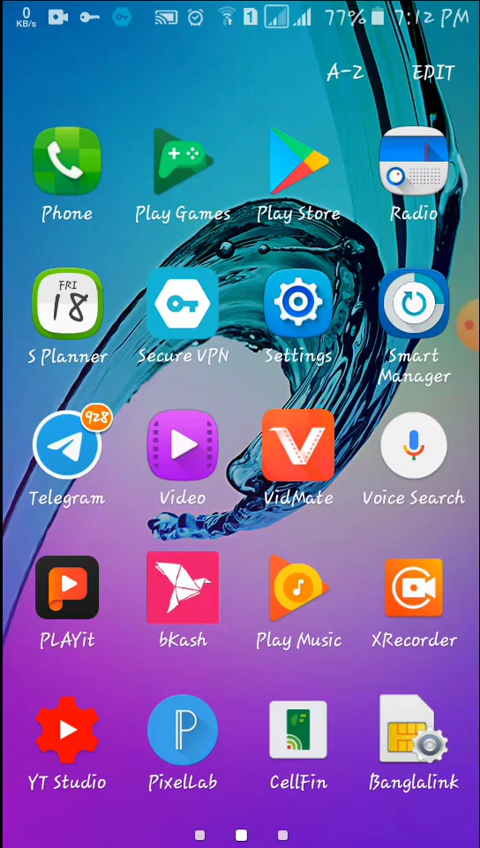 0
KB/s
1
77%
7:12 PM
A-Z EDIT
Phone Play Games Play Store Radio
FRI
18
S Planner Secure VPN Settings Smart
Manager
928
Telegram Video VidMate Voice Search
PLAYit bKash Play Music XRecorder
YT Studio PixelLab CellFin Banglalink